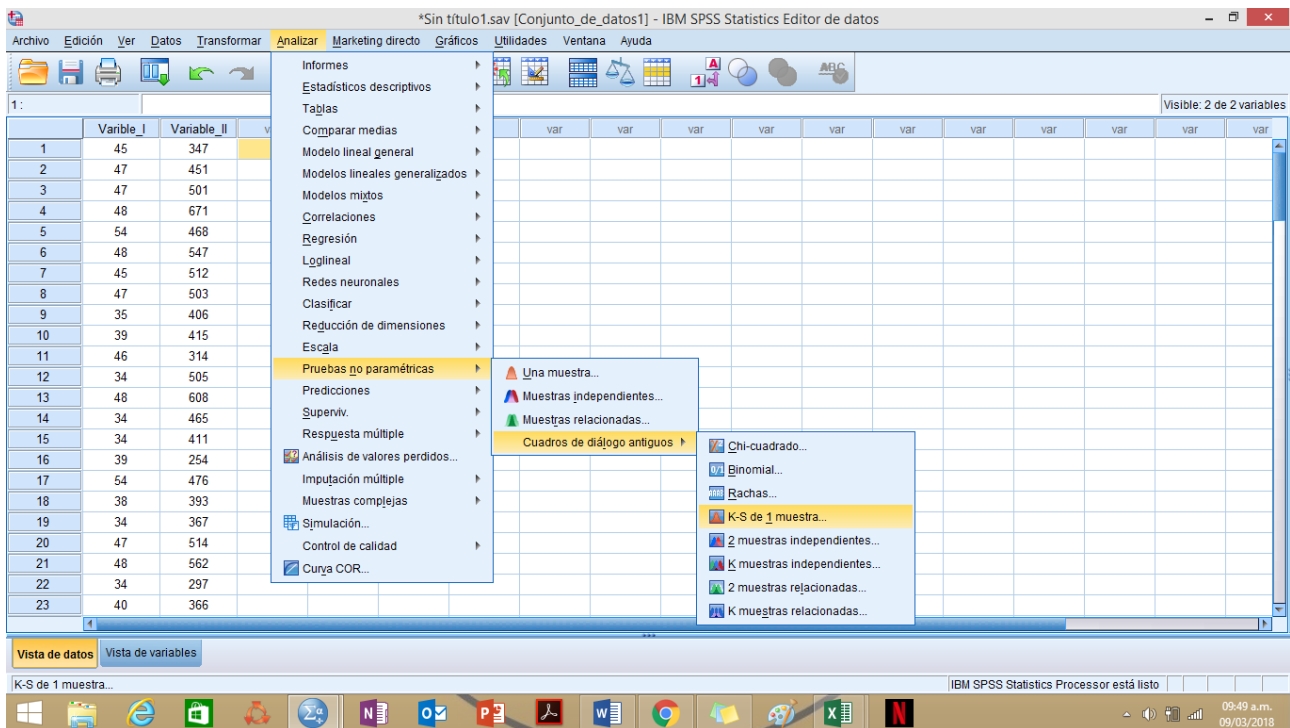 *Sin título1.sav [Conjunto_de_datos1] - IBM SPSS Statistics Editor de datos
Archivo Edición Ver Datos Transformar Analizar Marketing directo Gráficos Utilidades Ventana Ayuda
1 :
Visible: 2 de 2 variables
Varible_I Variable_II v var var var var var var var var var var var
1 45 347
2 47 451
3 47 501
4 48 671
5 54 468
6 48 547
7 45 512
8 47 503
9 35 406
10 39 415
11 46 314
12 34 505
13 48 608
14 34 465
15 34 411
16 39 254
17 54 476
18 38 393
19 34 367
20 47 514
21 48 562
22 34 297
23 40 366
Informes
Estadísticos descriptivos
Tablas
Comparar medias
Modelo lineal general
Modelos lineales generalizados
Modelos mixtos
Correlaciones
Regresión
Loglineal
Redes neuronales
Clasificar
Reducción de dimensiones
Escala
Pruebas no paramétricas
Predicciones
Superviv.
Respuesta múltiple
Análisis de valores perdidos...
Imputación múltiple
Muestras complejas
Simulación...
Control de calidad
Curva COR...
Una muestra...
Muestras independientes...
Muestras relacionadas...
Cuadros de diálogo antiguos
Chi-cuadrado...
Binomial...
Rachas...
K-S de 1 muestra...
2 muestras independientes...
K muestras independientes...
2 muestras relacionadas...
K muestras relacionadas...
Vista de datos Vista de variables
K-S de 1 muestra...
IBM SPSS Statistics Processor está listo
09:49 a.m.
09/03/2018